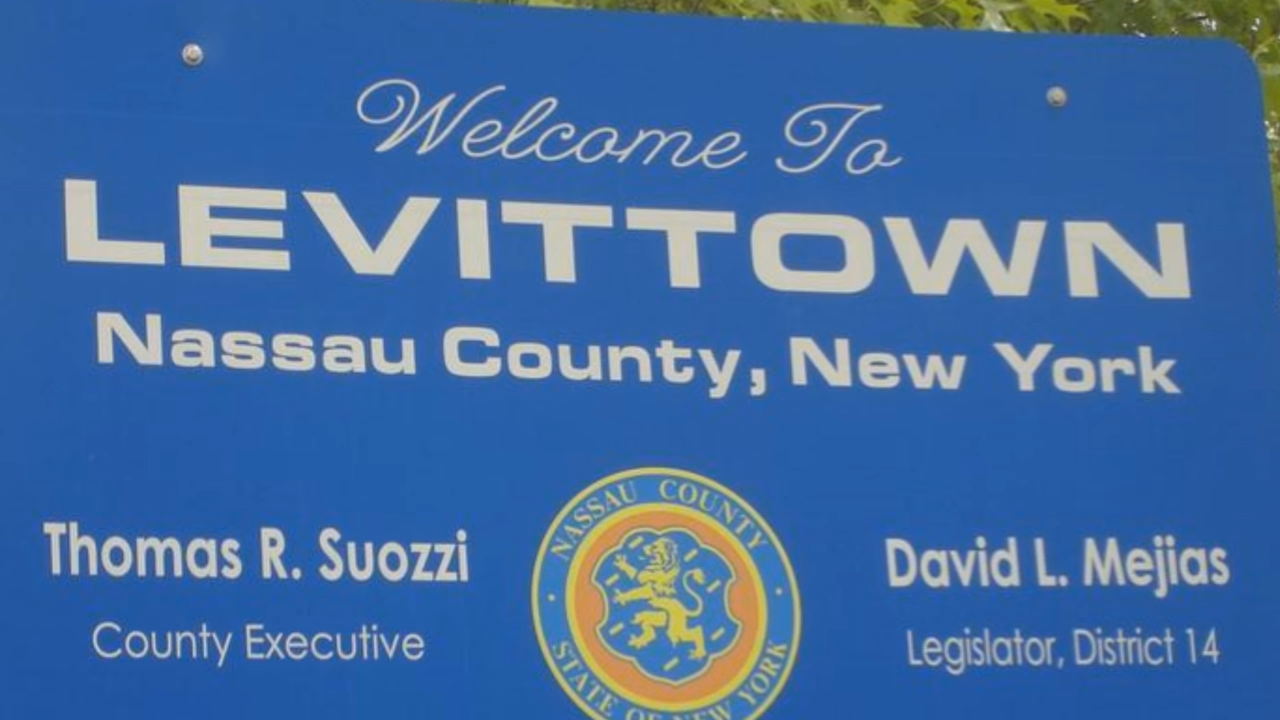 Welcome To
LEVITTOWN
Nassau County, New York
Thomas R. Suozzi
County Executive
NASSAU COUNTY
STATE OF NEW YORK
David L. Mejias
Legislator, District 14